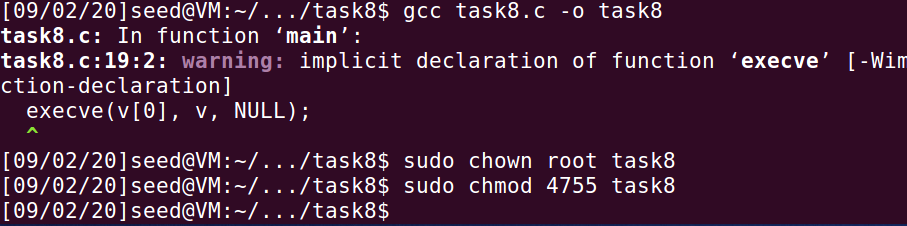 [09/02/20]seed@VM:~/.../task8$ gcc task8.c -o task8
task8.c: In function ‘main’:
task8.c:19:2: warning: implicit declaration of function ‘execve’ [-Wim
ction-declaration]
  execve(v[0], v, NULL);
  ^
[09/02/20]seed@VM:~/.../task8$ sudo chown root task8
[09/02/20]seed@VM:~/.../task8$ sudo chmod 4755 task8
[09/02/20]seed@VM:~/.../task8$